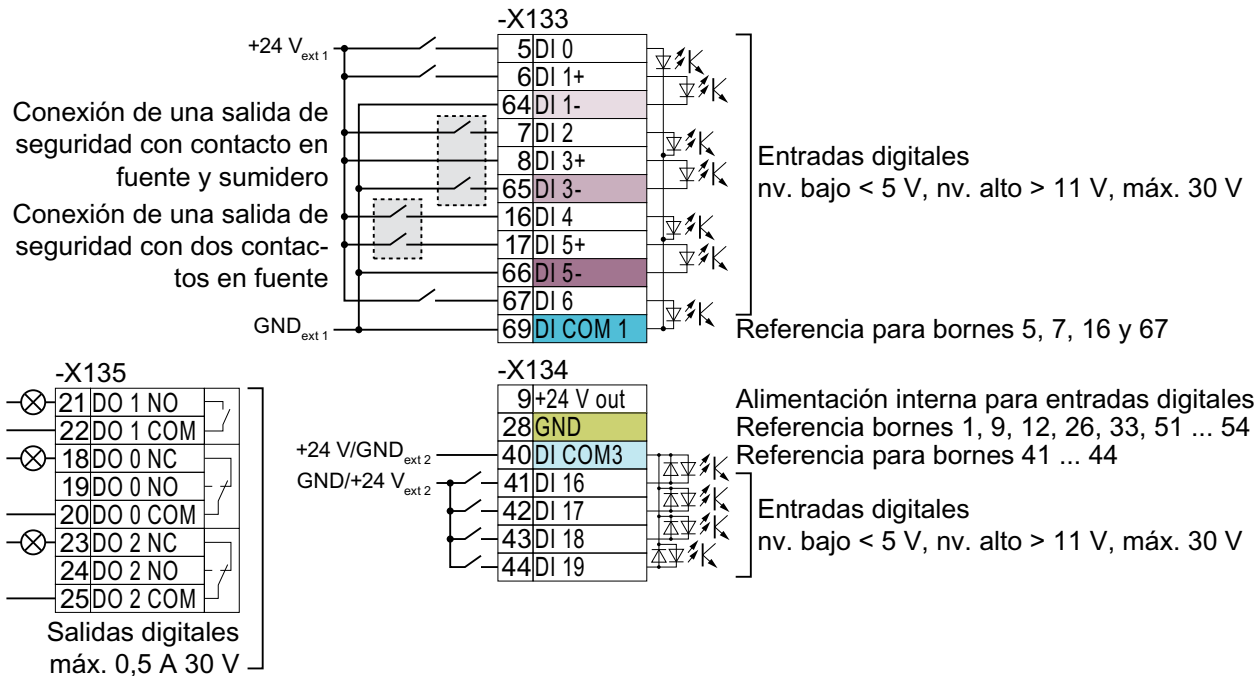 -X133
+24 V ext 1
5 DI 0
6 DI 1+
64 DI 1-
7 DI 2
8 DI 3+
65 DI 3-
16 DI 4
17 DI 5+
66 DI 5-
67 DI 6
GND ext 1
69 DI COM 1
Conexión de una salida de
seguridad con contacto en
fuente y sumidero
Conexión de una salida de
seguridad con dos contac-
tos en fuente
Entradas digitales
nv. bajo < 5 V, nv. alto > 11 V, máx. 30 V
Referencia para bornes 5, 7, 16 y 67
-X135
21 DO 1 NO
22 DO 1 COM
18 DO 0 NC
19 DO 0 NO
20 DO 0 COM
23 DO 2 NC
24 DO 2 NO
25 DO 2 COM
Salidas digitales
máx. 0,5 A 30 V
-X134
9 +24 V out
28 GND
+24 V/GND ext 2
40 DI COM3
GND/+24 V ext 2
41 DI 16
42 DI 17
43 DI 18
44 DI 19
Alimentación interna para entradas digitales
Referencia bornes 1, 9, 12, 26, 33, 51 ... 54
Referencia para bornes 41 ... 44
Entradas digitales
nv. bajo < 5 V, nv. alto > 11 V, máx. 30 V